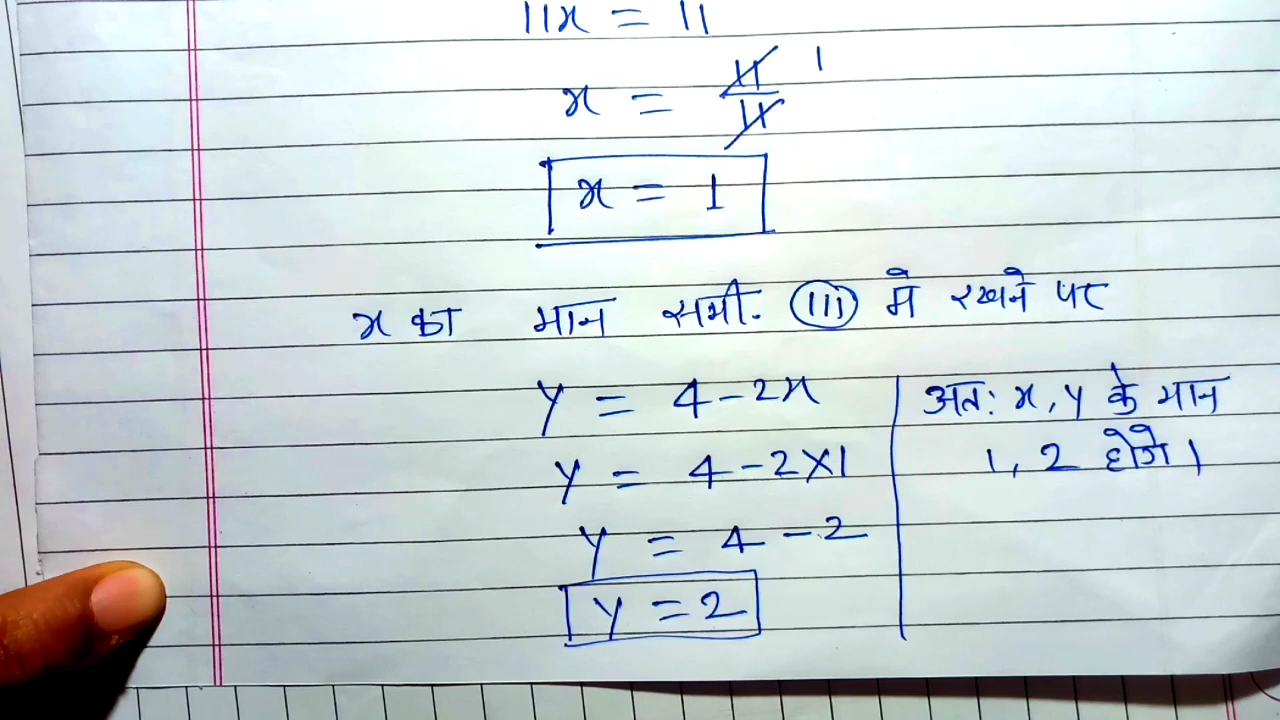 11x = 11
x = 11/11 1
x = 1
x का मान समी. (III) मे रखने पर
y = 4-2x
y = 4-2×1
y = 4-2
y = 2
अतः x, y के मान
1, 2 होगे।